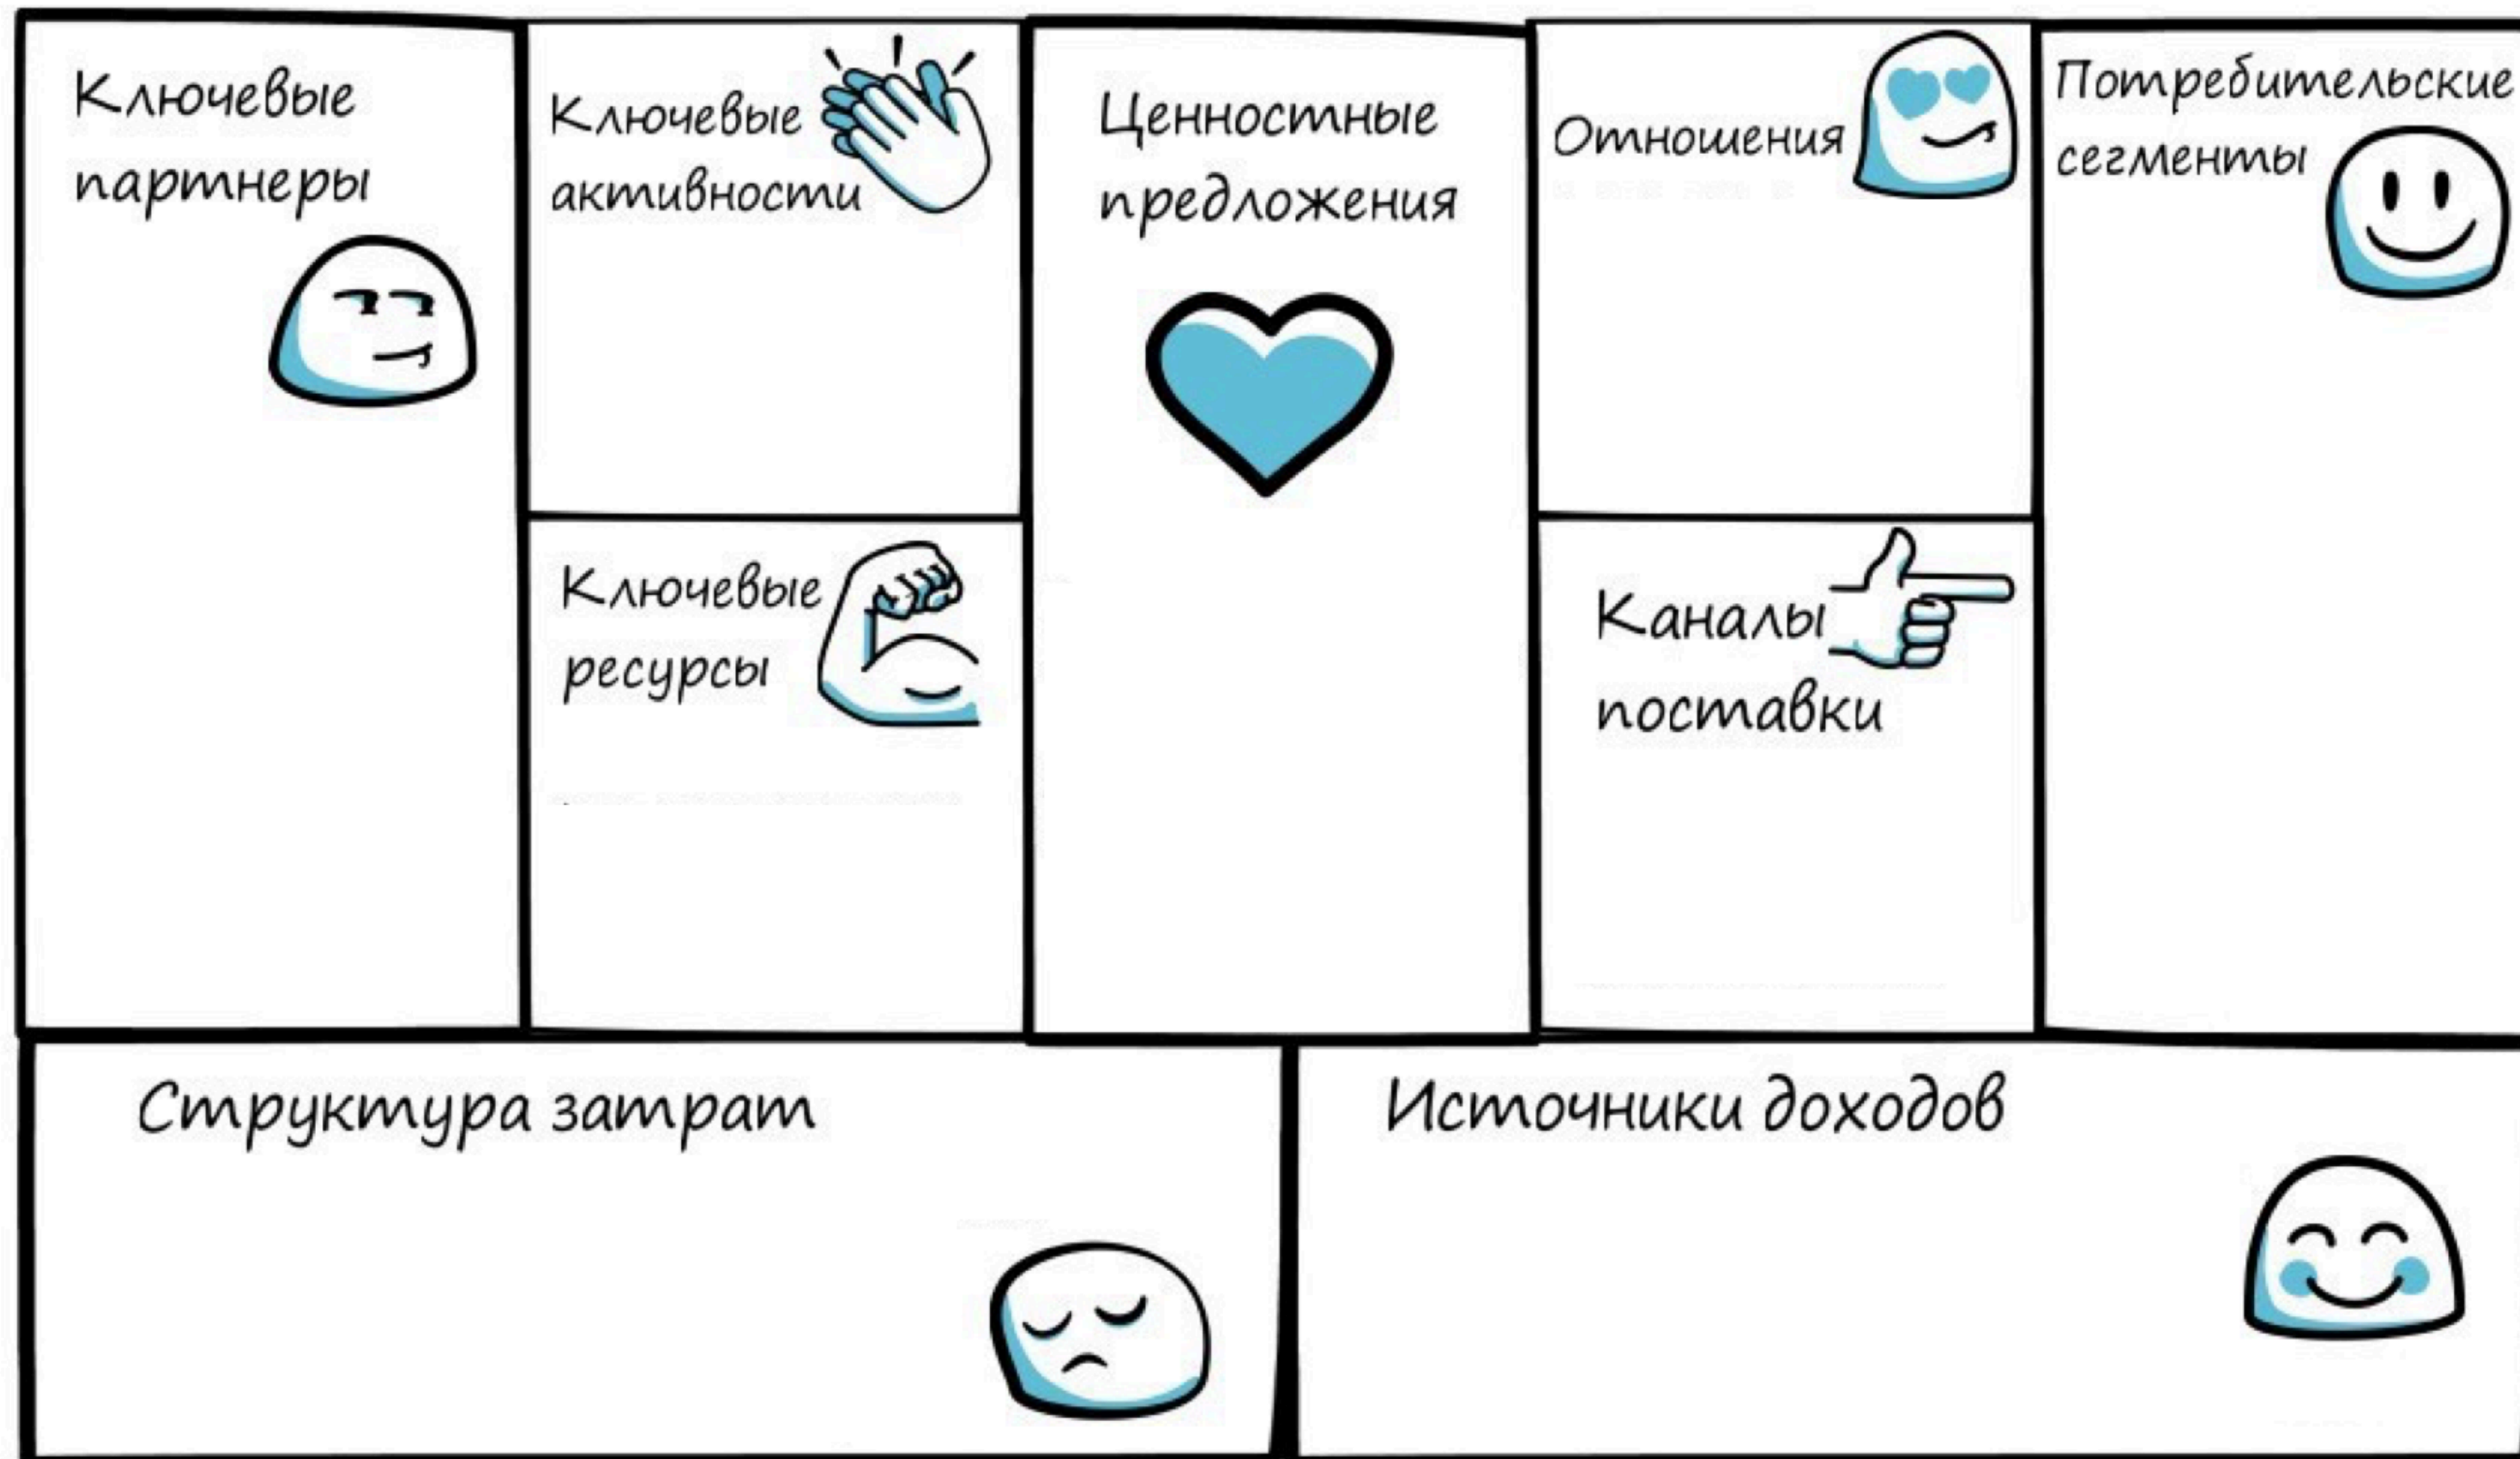 Ключевые
партнеры
Ключевые
активности
Ключевые
ресурсы
Ценностные
предложения
Отношения
Каналы
поставки
Потребительские
сегменты
Структура затрат
Источники доходов